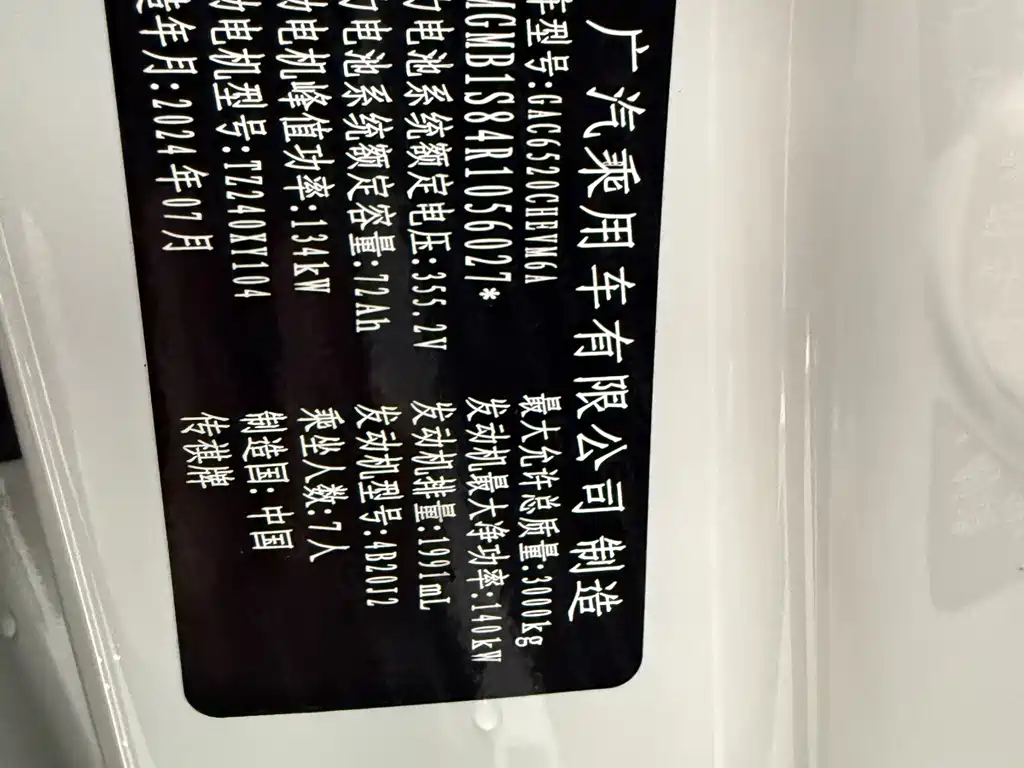 广汽乘用车有限公司 制造
车型号:GAC6520CHEVM6A
最大允许总质量:3000kg
MGMB1S84R1056027*
发动机最大净功率:140kW
力电池系统额定电压:355.2V
发动机排量:1991mL
力电池系统额定容量:72Ah
发动机型号:4B20J2
动电机峰值功率:134kW
乘坐人数:7人
动电机型号:TZ240XY104
制造国:中国
造年月:2024年07月
传祺牌